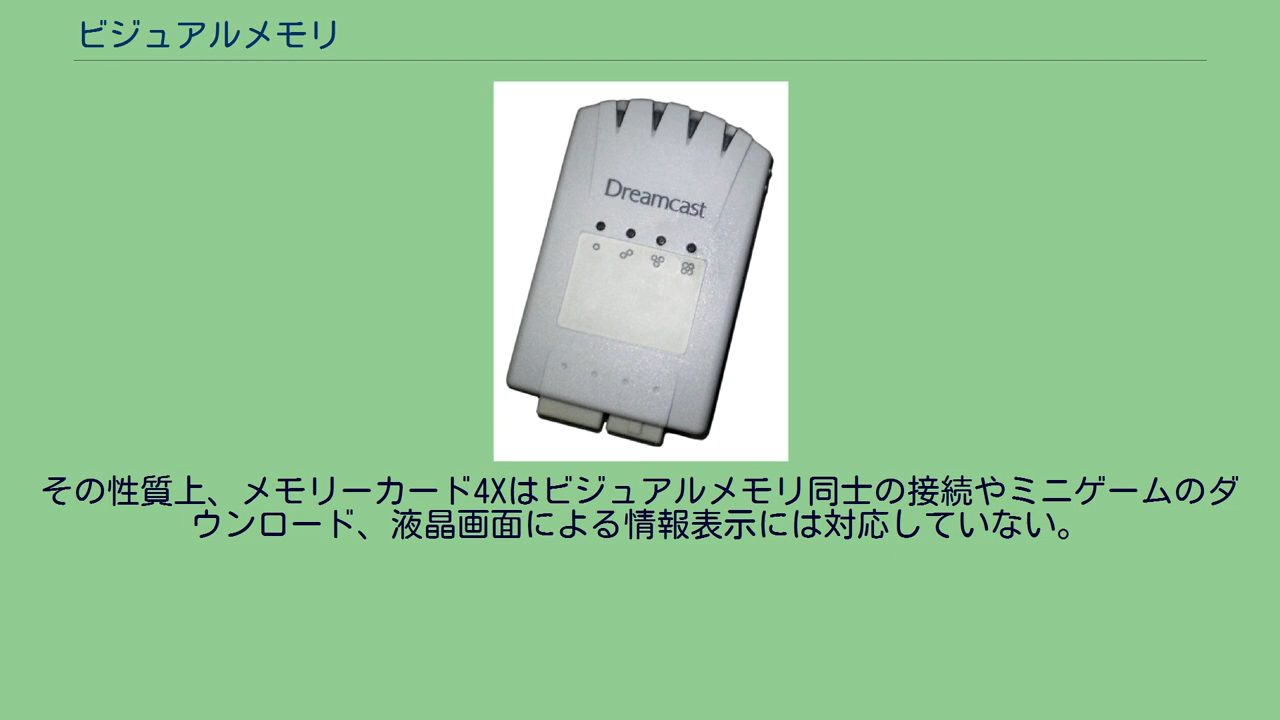 ビジュアルメモリ
Dreamcast
その性質上、メモリーカード4Xはビジュアルメモリ同士の接続やミニゲームのダ
ウンロード、液晶画面による情報表示には対応していない。